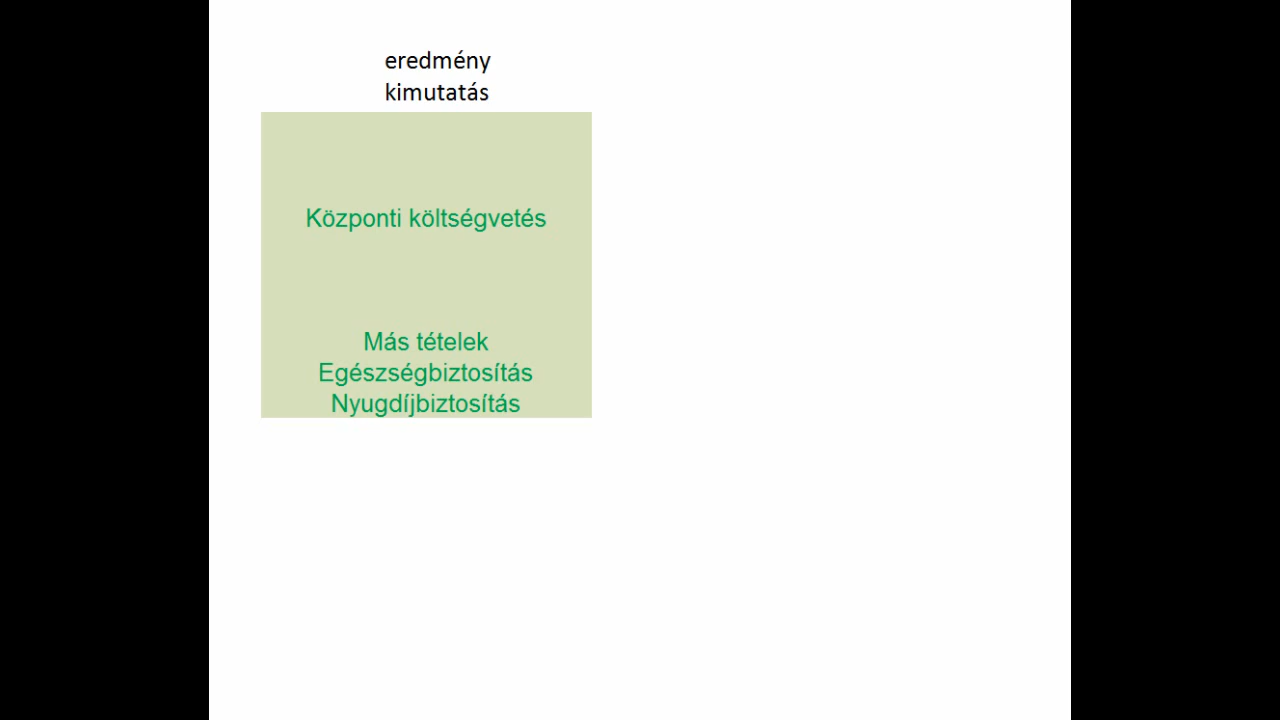 eredmény
kimutatás
Központi költségvetés
Más tételek
Egészségbiztosítás
Nyugdíjbiztosítás